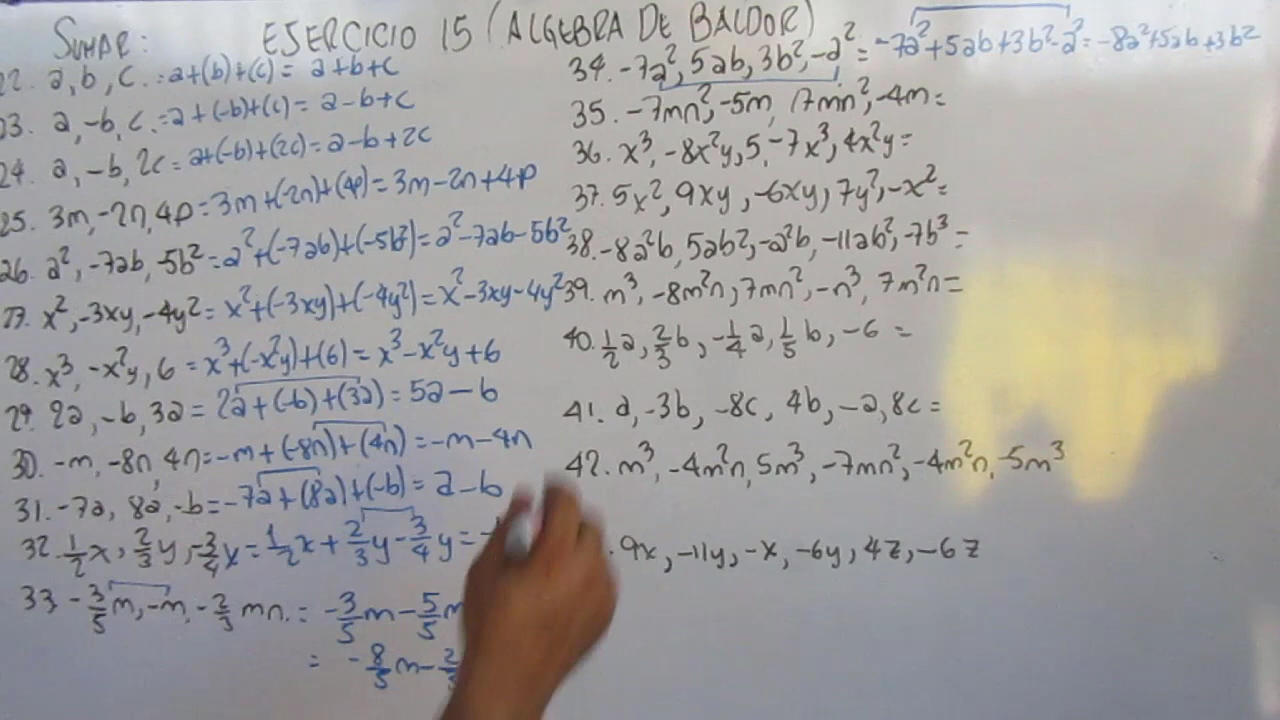 SUMAR: EJERCICIO 15 (ALGEBRA DE BALDOR)
22. a, b, c. = a+(b)+(c) = a+b+c
23. a, -b, c. = a+(-b)+(c) = a-b+c
24. a, -b, 2c = a+(-b)+(2c) = a-b+2c
25. 3m, -2n, 4p = 3m+(-2n)+(4p) = 3m-2n+4p
26. a², -7ab, -5b² = a²+(-7ab)+(-5b²) = a²-7ab-5b²
27. x², -3xy, -4y² = x²+(-3xy)+(-4y²) = x²-3xy-4y²
28. x³, -x²y, 6 = x³+(-x²y)+(6) = x³-x²y+6
29. 2a, -b, 3a = 2a+(-b)+(3a) = 5a-b
30. -m, -8n, 4n = -m+(-8n)+(4n) = -m-4n
31. -7a, 8a, -b = -7a+(8a)+(-b) = a-b
32. 1/2x, 2/3y, -3/4y = 1/2x + 2/3y - 3/4y =
33. -3/5m, -m, -2/3mn. = -3/5m - 5/5m
= -8/5m -
34. -7a², 5ab, 3b², -a² = -7a²+5ab+3b²-a² = -8a²+5ab+3b²
35. -7mn², -5m, 17mn², -4m =
36. x³, -8x²y, 5, -7x³, 4x²y =
37. 5x², 9xy, -6xy, 7y², -x² =
38. -8a²b, 5ab², -a²b, -11ab², -7b³ =
39. m³, -8m²n, 7mn², -n³, 7m²n =
40. 1/2a, 2/3b, -1/4a, 1/5b, -6 =
41. a, -3b, -8c, 4b, -a, 8c =
42. m³, -4m²n, 5m³, -7mn², -4m²n, -5m³
. 9x, -11y, -x, -6y, 4z, -6z